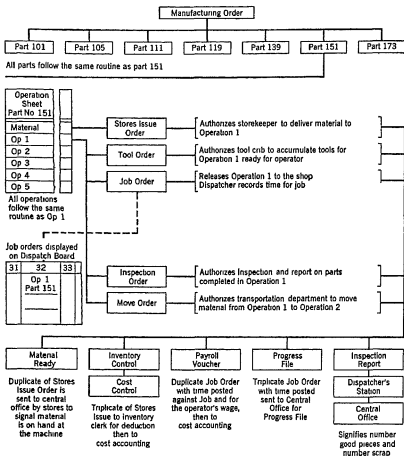 Manufacturing Order
Part 101 Part 105 Part 111 Part 119 Part 139 Part 151 Part 173
All parts follow the same routine as part 151
Operation
Sheet
Part No 151
Material
Op 1
Op 2
Op 3
Op 4
Op 5
All operations
follow the same
routine as Op 1
Stores Issue
Order
Authorizes storekeeper to deliver material to
Operation 1
Tool Order
Authorizes tool crib to accumulate tools for
Operation 1 ready for operator
Job Order
Releases Operation 1 to the shop
Dispatcher records time for job
Job orders displayed
on Dispatch Board
31 32 33
Op 1
Part 151
Inspection
Order
Authorizes Inspection and report on parts
completed in Operation 1
Move Order
Authorizes transportation department to move
material from Operation 1 to Operation 2
Material
Ready
Duplicate of Stores
Issue Order is
sent to central
office by stores to
signal material
is on hand at
the machine
Inventory
Control
Cost
Control
Triplicate of Stores
Issue to inventory
clerk for deduction
then to
cost accounting
Payroll
Voucher
Duplicate Job Order
with time posted
against Job and for
the operator's wage,
then to
cost accounting
Progress
File
Triplicate Job Order
with time posted
sent to Central
Office for
Progress File
Inspection
Report
Dispatcher's
Station
Central
Office
Signifies number
good pieces and
number scrap